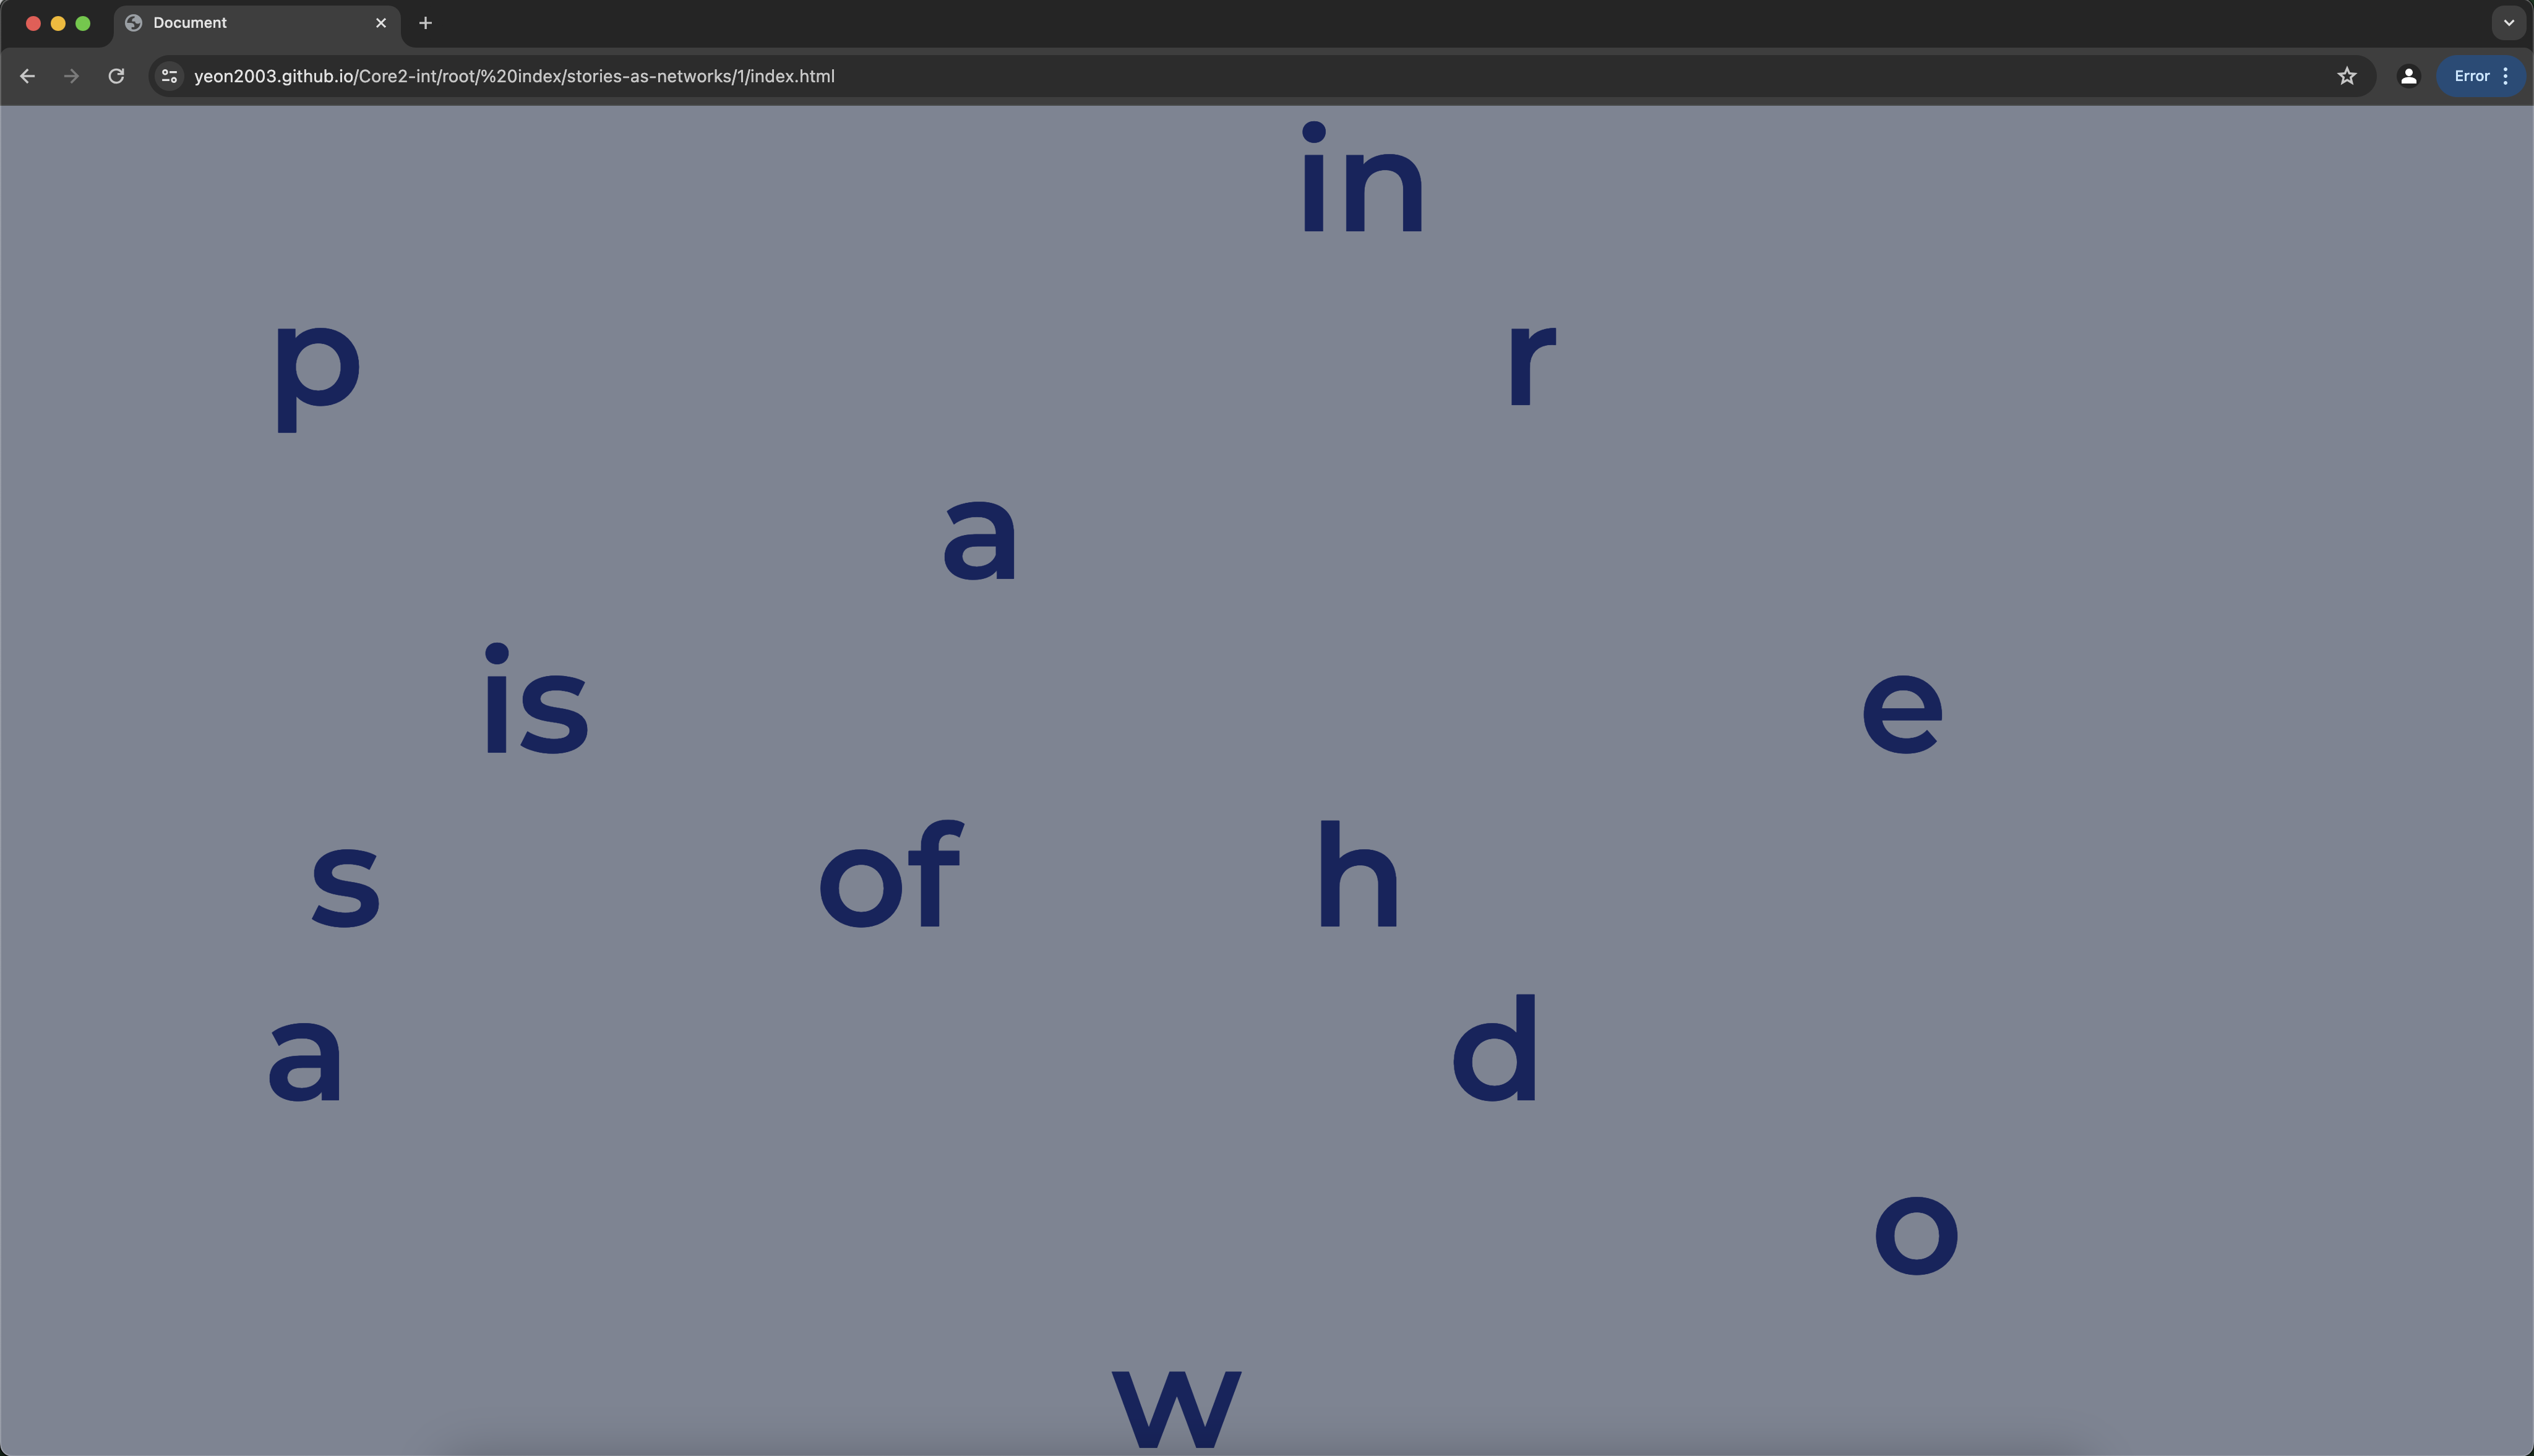 Document
yeon2003.github.io/Core2-int/root/%20index/stories-as-networks/1/index.html
Error
in
p r
a
is e
s of h
a d
o
w